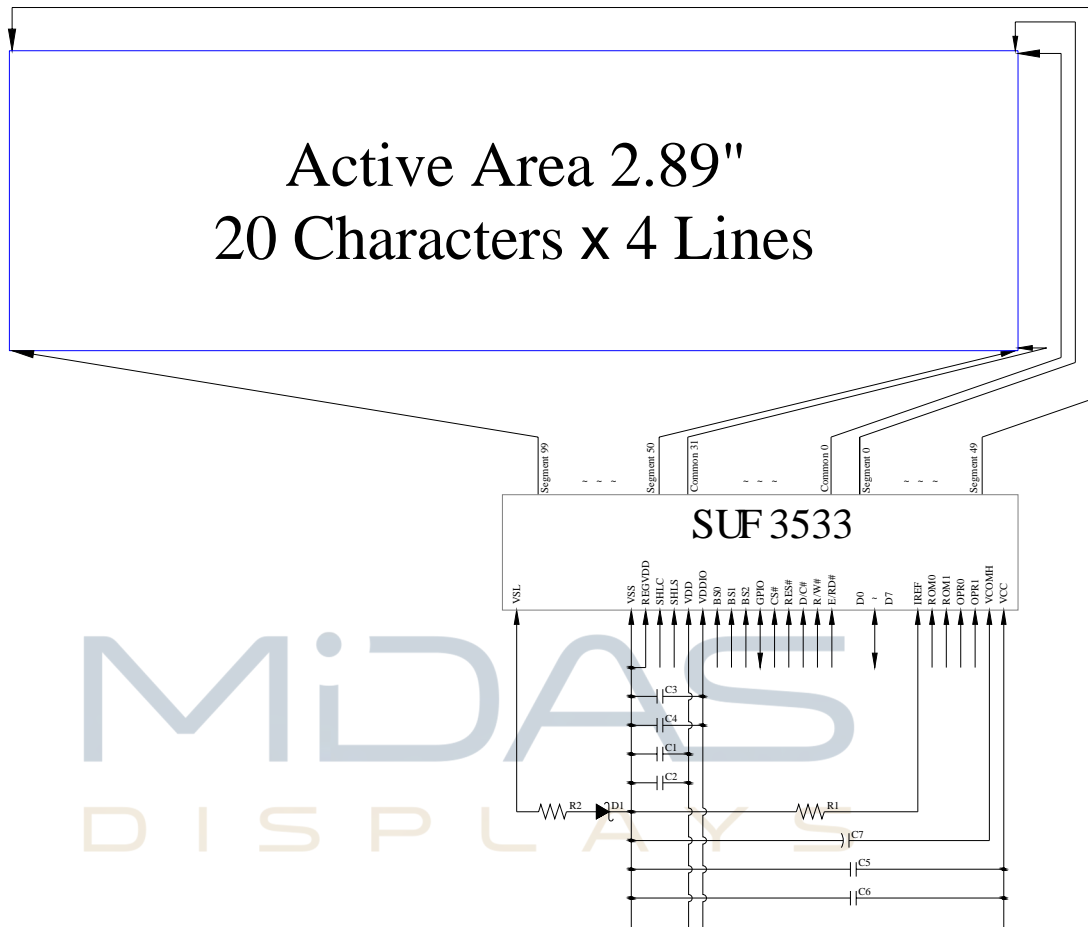 Active Area 2.89"
20 Characters x 4 Lines
Segment 99
~ ~ ~
Segment 50
Common 31
~ ~ ~
Common 0
Segment 0
~ ~ ~
Segment 49
SUF3533
VSL
VSS
REGVDD
SHLC
SHLS
VDD
VDDIO
BS0
BS1
BS2
GPIO
CS#
RES#
D/C#
R/W#
E/RD#
D0
~
D7
IREF
ROM0
ROM1
OPR0
OPR1
VCOMH
VCC
C3
C4
C1
C2
R2
D1
R1
C7
C5
C6
MiDAS
DISPLAYS